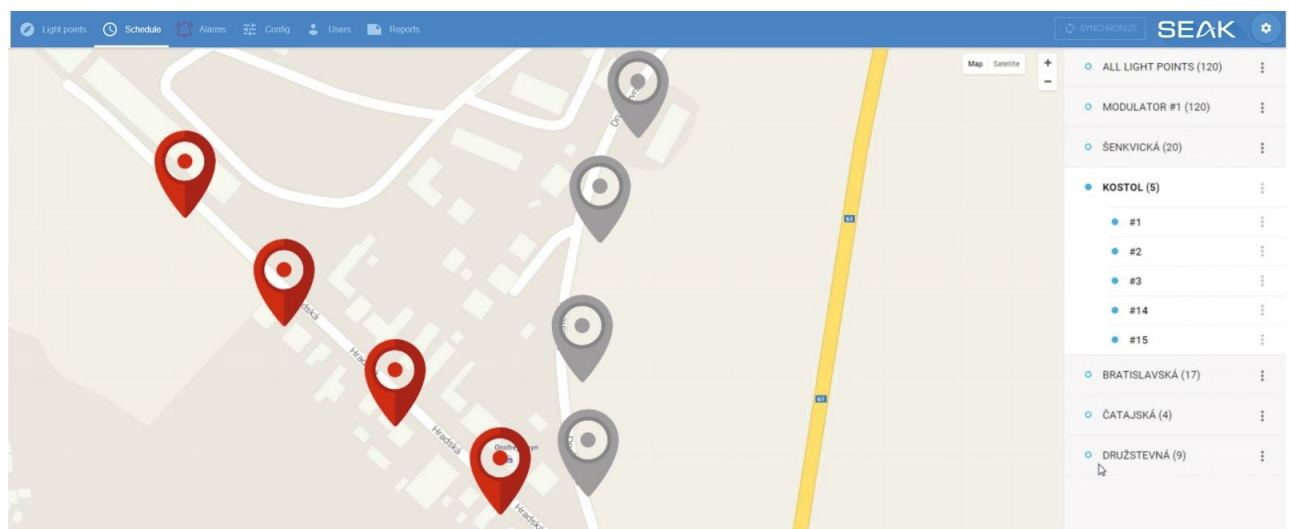 Light points Schedule Alarms Config Users Reports SYNCHRONIZE SEAK
Map Satellite + −
ALL LIGHT POINTS (120)
MODULATOR #1 (120)
ŠENKVICKÁ (20)
KOSTOL (5)
#1
#2
#3
#14
#15
BRATISLAVSKÁ (17)
ČATAJSKÁ (4)
DRUŽSTEVNÁ (9)
61
61
Hradská
Hradská